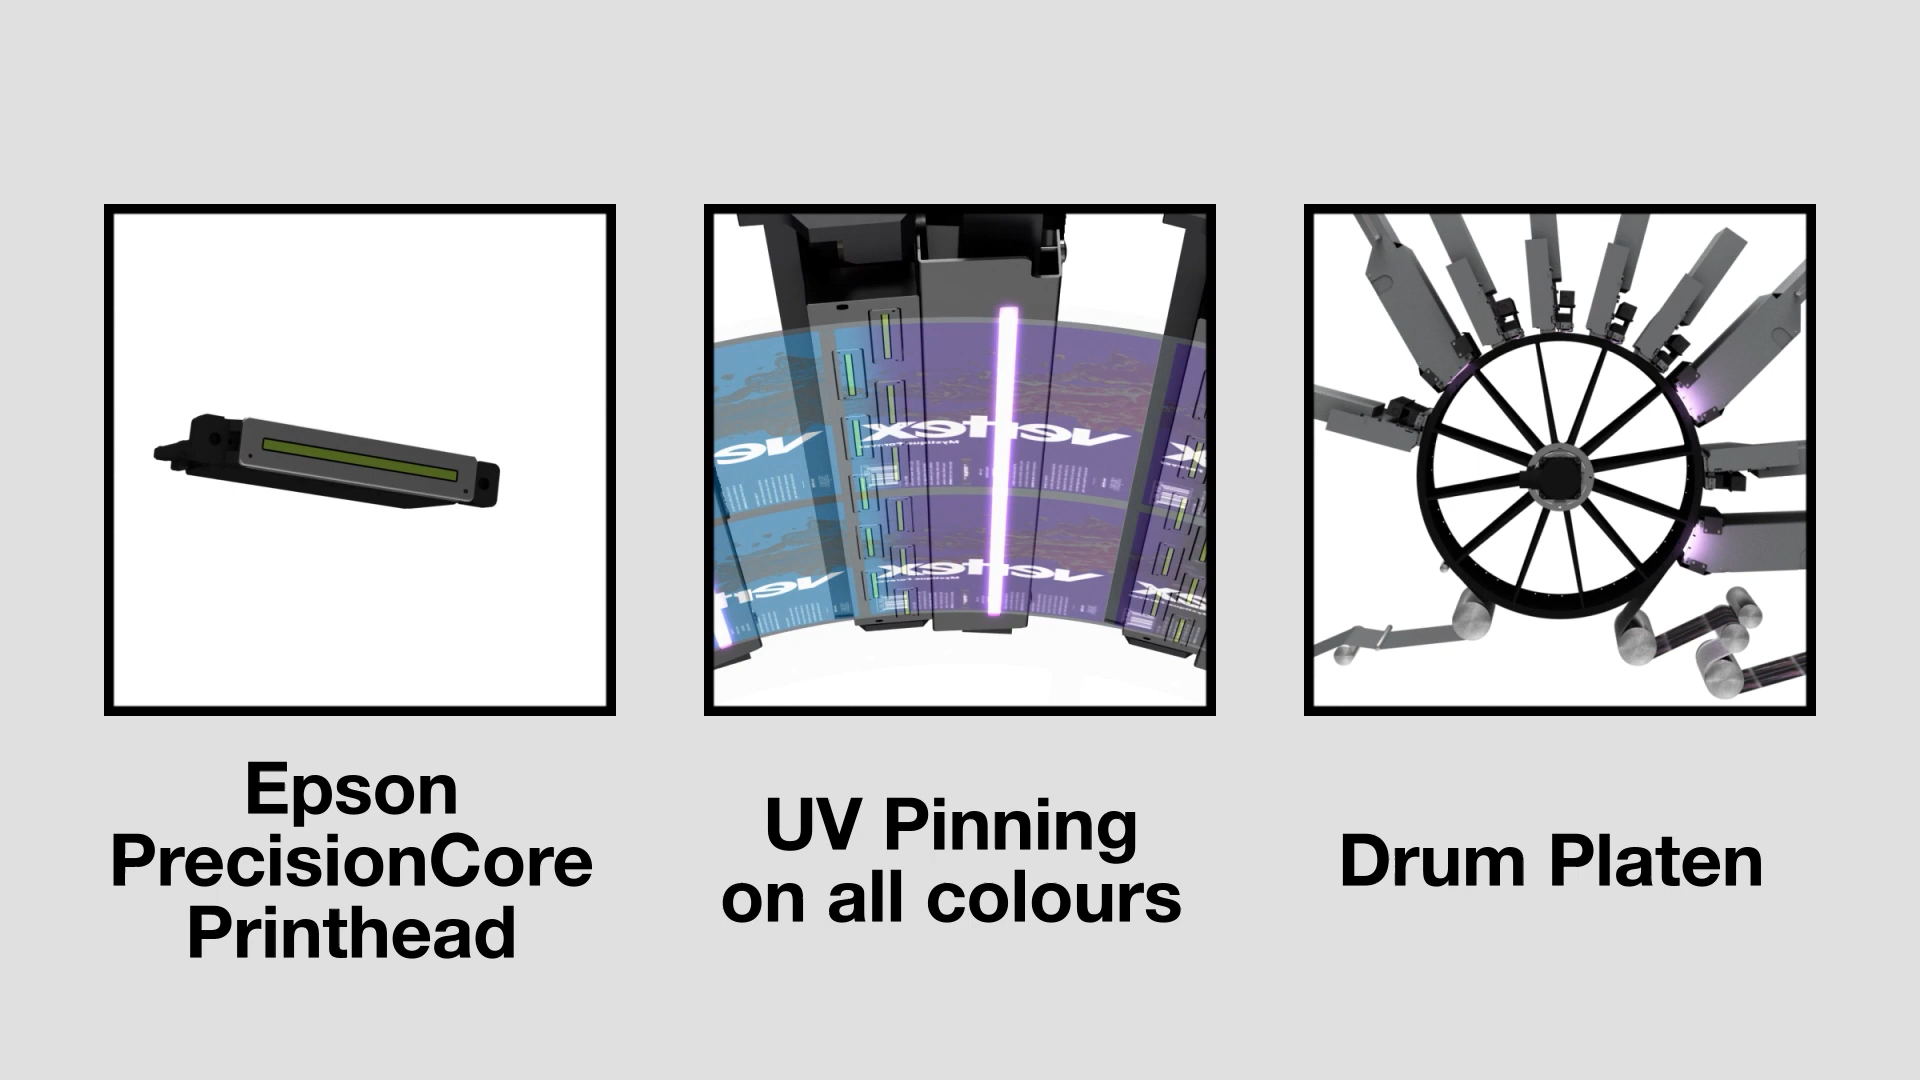 Epson
PrecisionCore
Printhead
UV Pinning
on all colours
Drum Platen